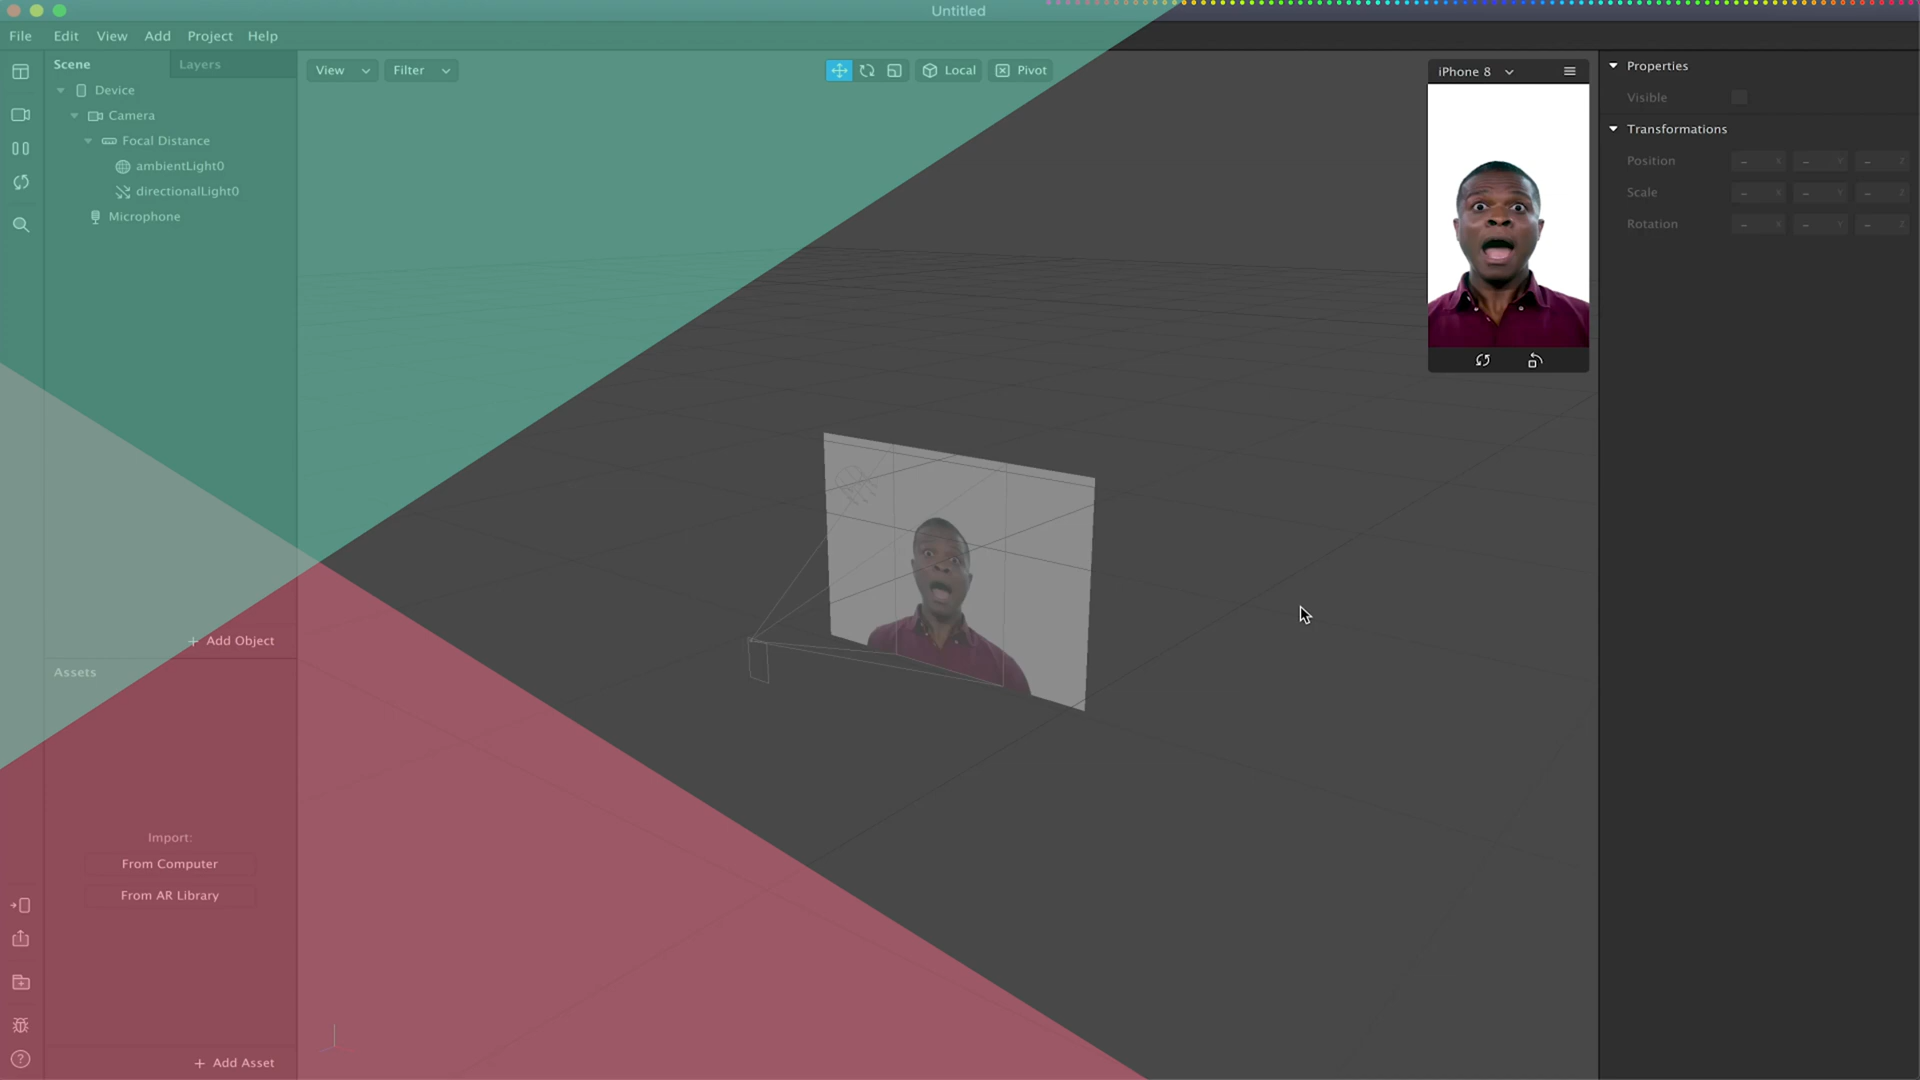 Untitled
File Edit View Add Project Help
Scene Layers
Device
Camera
Focal Distance
ambientLight0
directionalLight0
Microphone
+ Add Object
Assets
Import:
From Computer
From AR Library
+ Add Asset
View Filter
Local Pivot
iPhone 8
Properties
Visible
Transformations
Position - X - Y - Z
Scale - X - Y - Z
Rotation - X - Y - Z